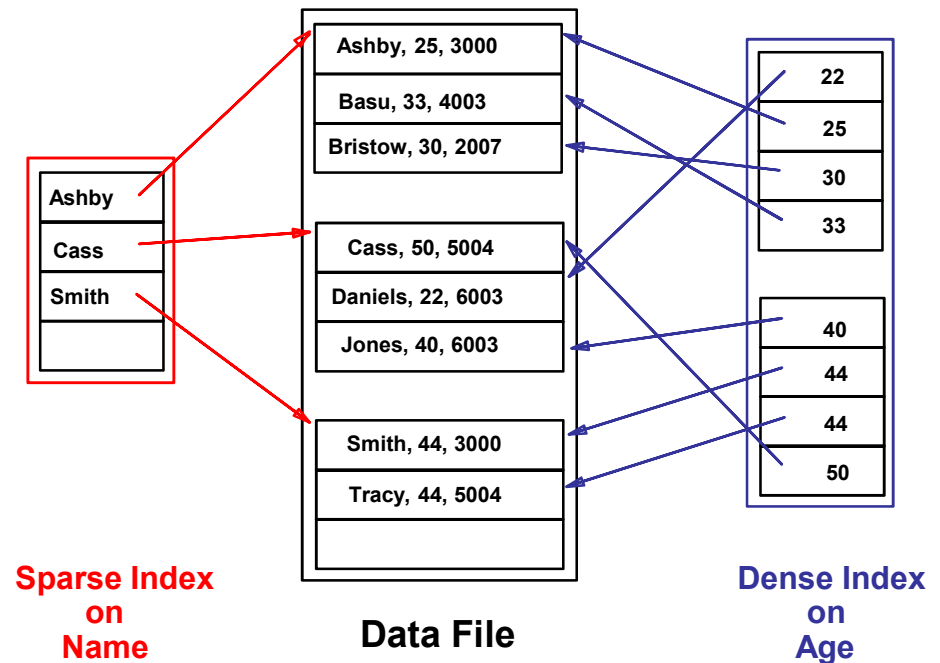 Ashby
Cass
Smith
Sparse Index
on
Name
Ashby, 25, 3000
Basu, 33, 4003
Bristow, 30, 2007
Cass, 50, 5004
Daniels, 22, 6003
Jones, 40, 6003
Smith, 44, 3000
Tracy, 44, 5004
Data File
22
25
30
33
40
44
44
50
Dense Index
on
Age